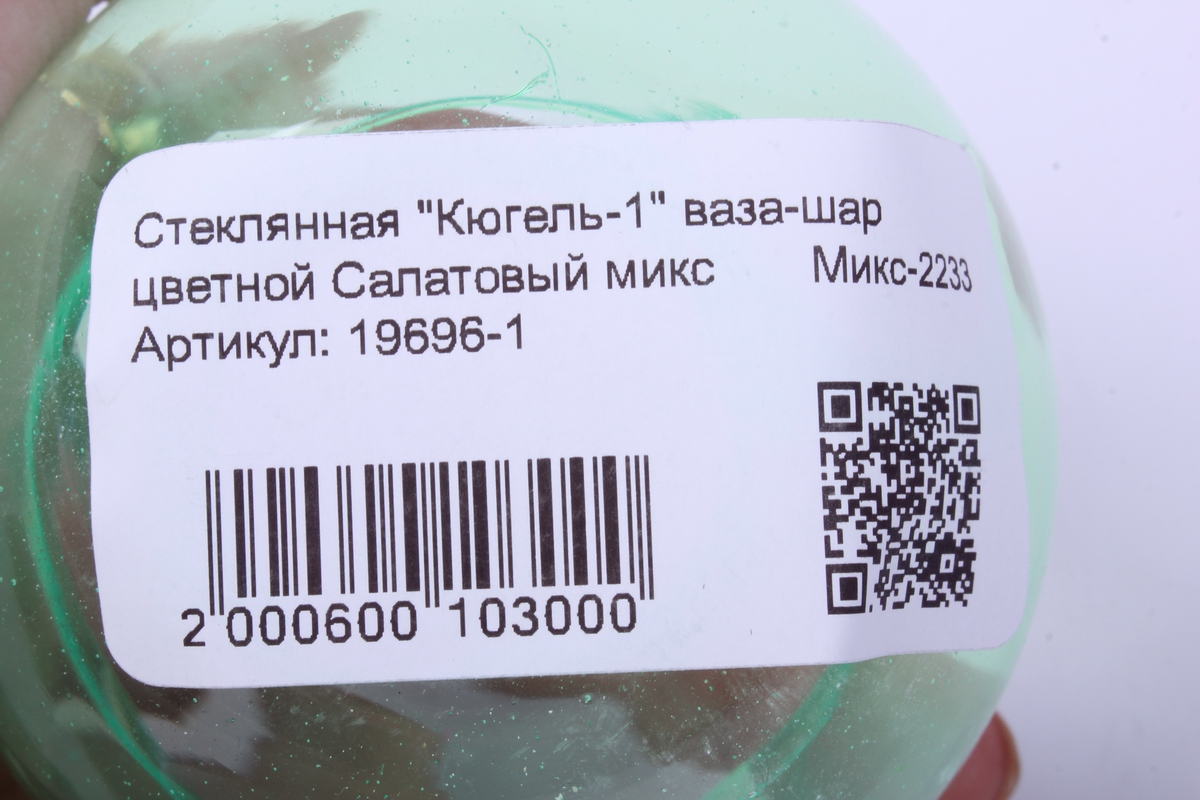 Стеклянная "Кюгель-1" ваза-шар
цветной Салатовый микс Микс-2233
Артикул: 19696-1
2 000600 103000